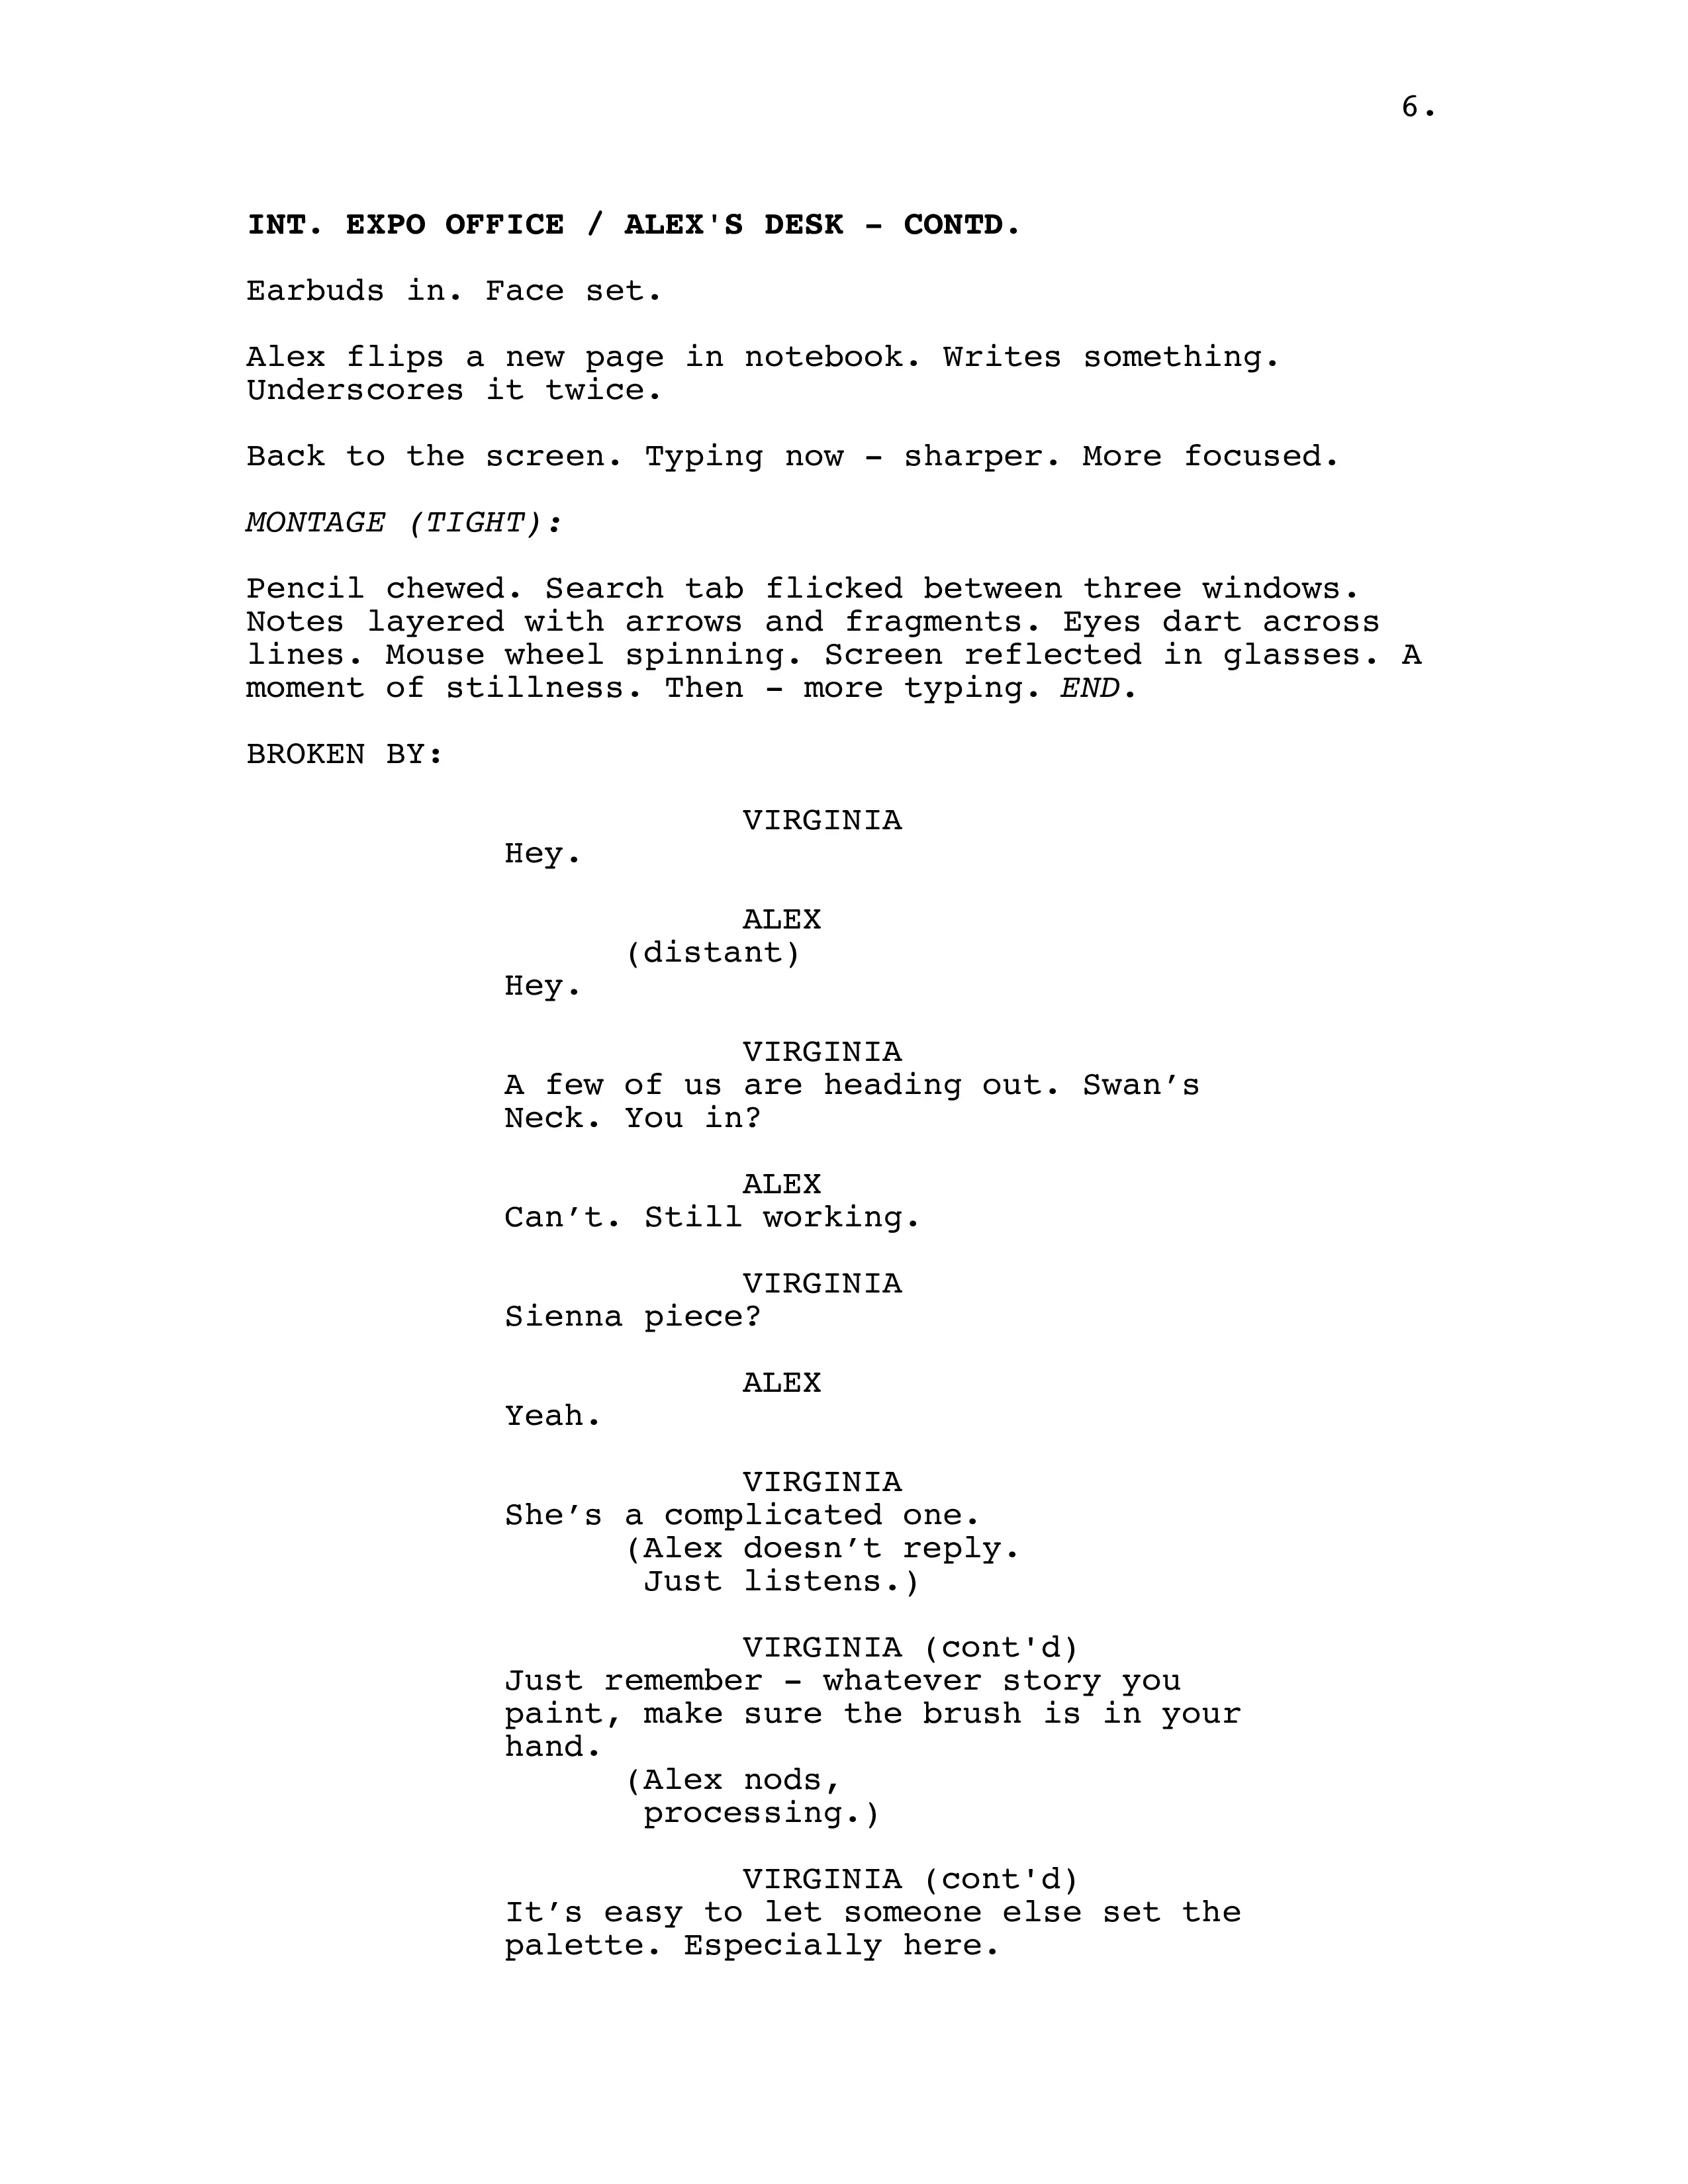 6.
INT. EXPO OFFICE / ALEX'S DESK – CONTD.
Earbuds in. Face set.
Alex flips a new page in notebook. Writes something.
Underscores it twice.
Back to the screen. Typing now – sharper. More focused.
MONTAGE (TIGHT):
Pencil chewed. Search tab flicked between three windows.
Notes layered with arrows and fragments. Eyes dart across
lines. Mouse wheel spinning. Screen reflected in glasses. A
moment of stillness. Then – more typing. END.
BROKEN BY:
VIRGINIA
Hey.
ALEX
(distant)
Hey.
VIRGINIA
A few of us are heading out. Swan’s
Neck. You in?
ALEX
Can’t. Still working.
VIRGINIA
Sienna piece?
ALEX
Yeah.
VIRGINIA
She’s a complicated one.
(Alex doesn’t reply.
Just listens.)
VIRGINIA (cont'd)
Just remember – whatever story you
paint, make sure the brush is in your
hand.
(Alex nods,
processing.)
VIRGINIA (cont'd)
It’s easy to let someone else set the
palette. Especially here.